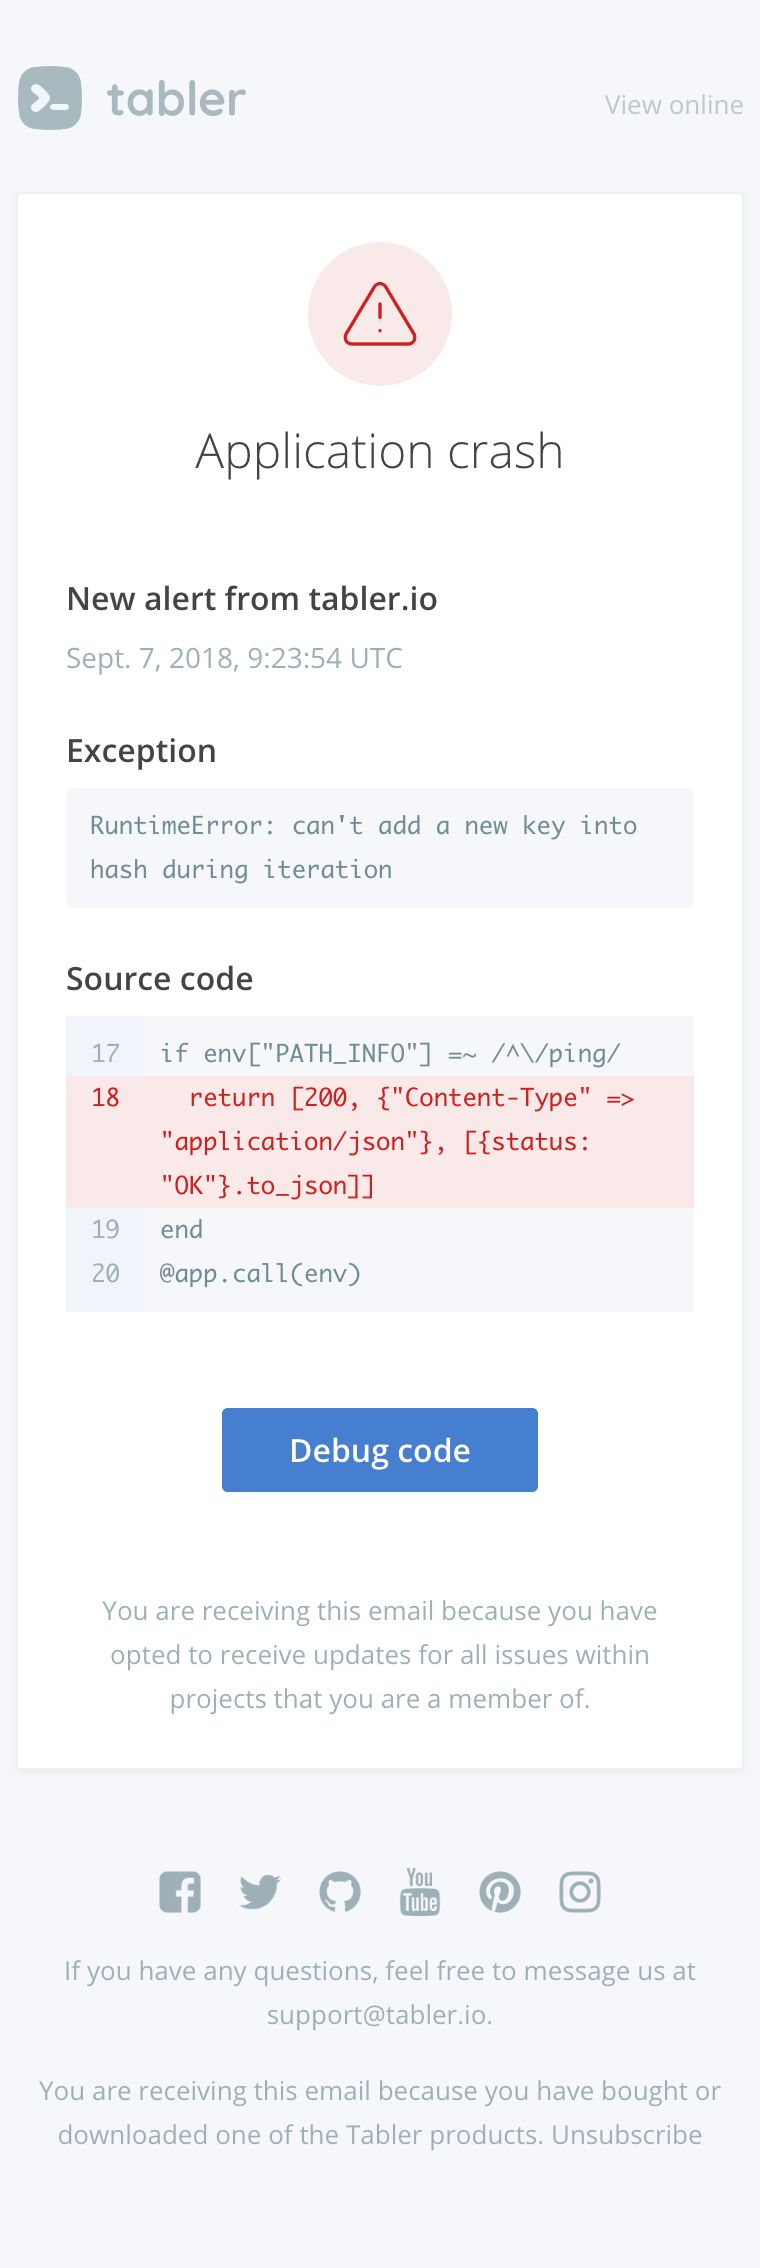 tabler
View online
Application crash
New alert from tabler.io
Sept. 7, 2018, 9:23:54 UTC
Exception
RuntimeError: can't add a new key into
hash during iteration
Source code
17 if env["PATH_INFO"] =~ /^\/ping/
18 return [200, {"Content-Type" =>
"application/json"}, [{status:
"OK"}.to_json]]
19 end
20 @app.call(env)
Debug code
You are receiving this email because you have
opted to receive updates for all issues within
projects that you are a member of.
You
Tube
If you have any questions, feel free to message us at
support@tabler.io.
You are receiving this email because you have bought or
downloaded one of the Tabler products. Unsubscribe